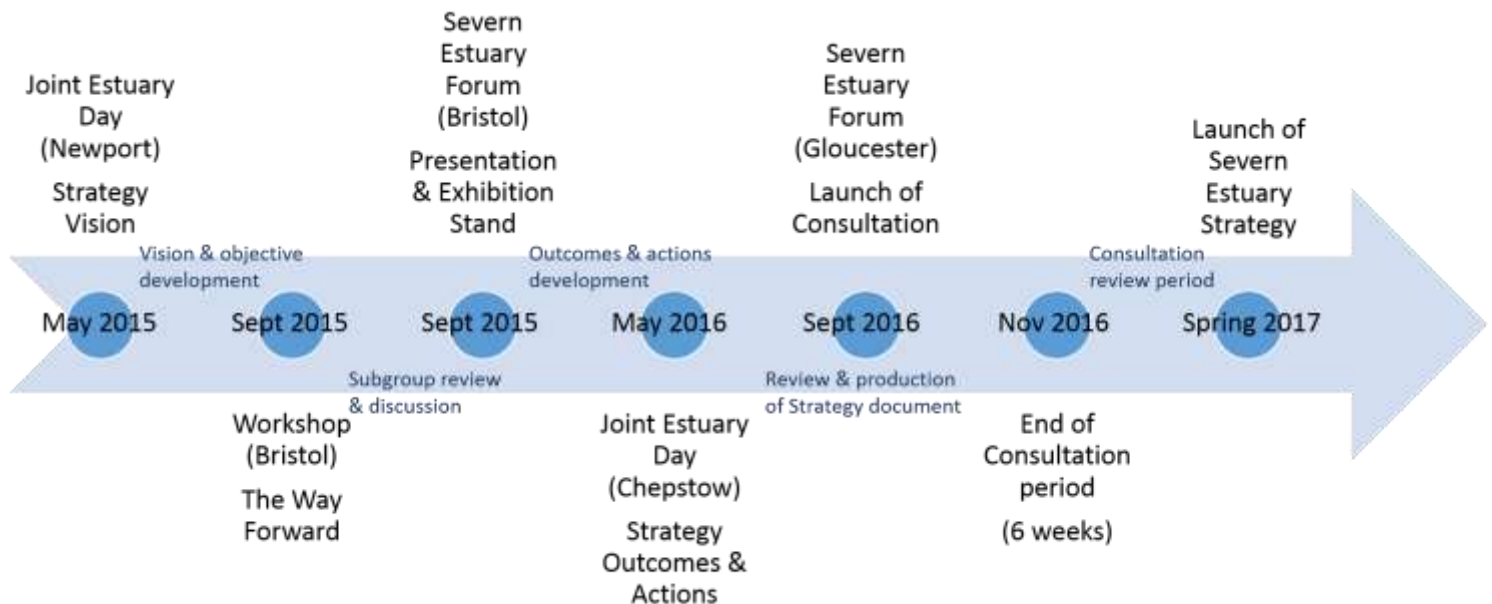 Joint Estuary
Day
(Newport)
Strategy
Vision
Severn
Estuary
Forum
(Bristol)
Presentation
& Exhibition
Stand
Severn
Estuary
Forum
(Gloucester)
Launch of
Consultation
Launch of
Severn
Estuary
Strategy
Vision & objective
development
Outcomes & actions
development
Consultation
review period
May 2015
Sept 2015
Sept 2015
May 2016
Sept 2016
Nov 2016
Spring 2017
Subgroup review
& discussion
Review & production
of Strategy document
Workshop
(Bristol)
The Way
Forward
Joint Estuary
Day
(Chepstow)
Strategy
Outcomes &
Actions
End of
Consultation
period
(6 weeks)